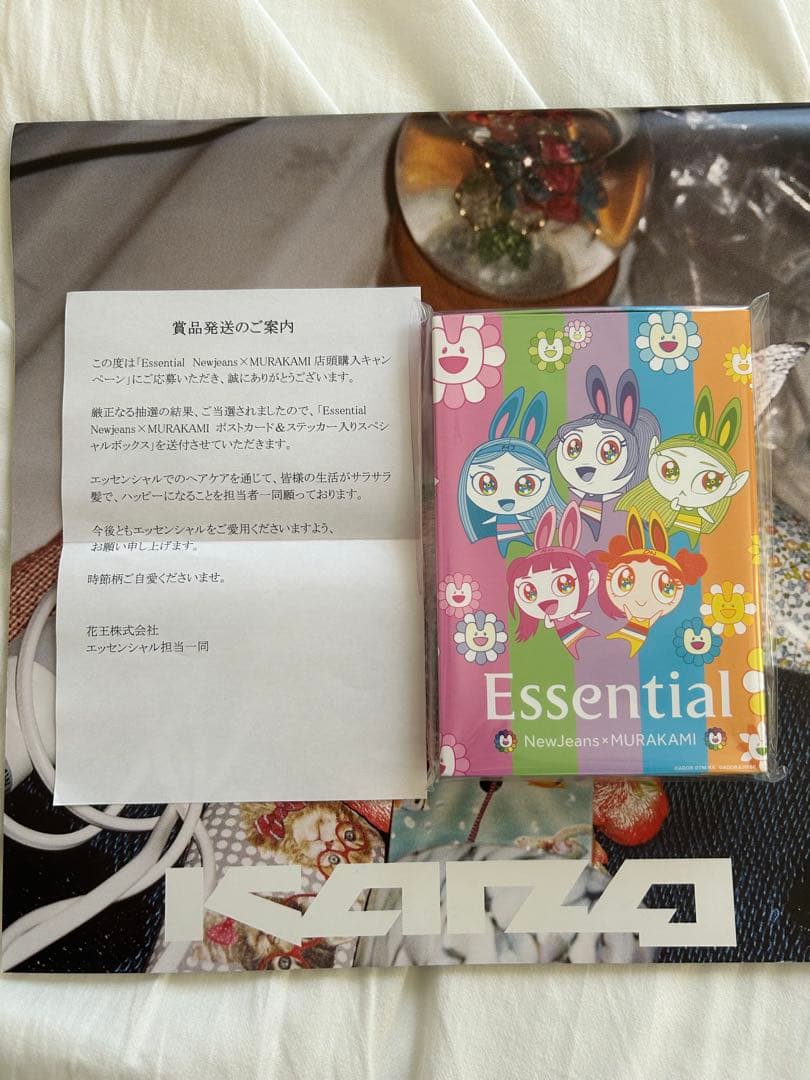 賞品発送のご案内
この度は「Essential Newjeans×MURAKAMI店頭購入キャン
ペーン」にご応募いただき、誠にありがとうございます。
厳正なる抽選の結果、ご当選されましたので、「Essential
Newjeans×MURAKAMI ポストカード＆ステッカー入りスペシ
ャルボックス」を送付させていただきます。
エッセンシャルでのヘアケアを通じて、皆様の生活がサラサラ
髪で、ハッピーになることを担当者一同願っております。
今後ともエッセンシャルをご愛用くださいますよう、
お願い申し上げます。
時節柄ご自愛くださいませ。
花王株式会社
エッセンシャル担当一同
Essential
NewJeans×MURAKAMI